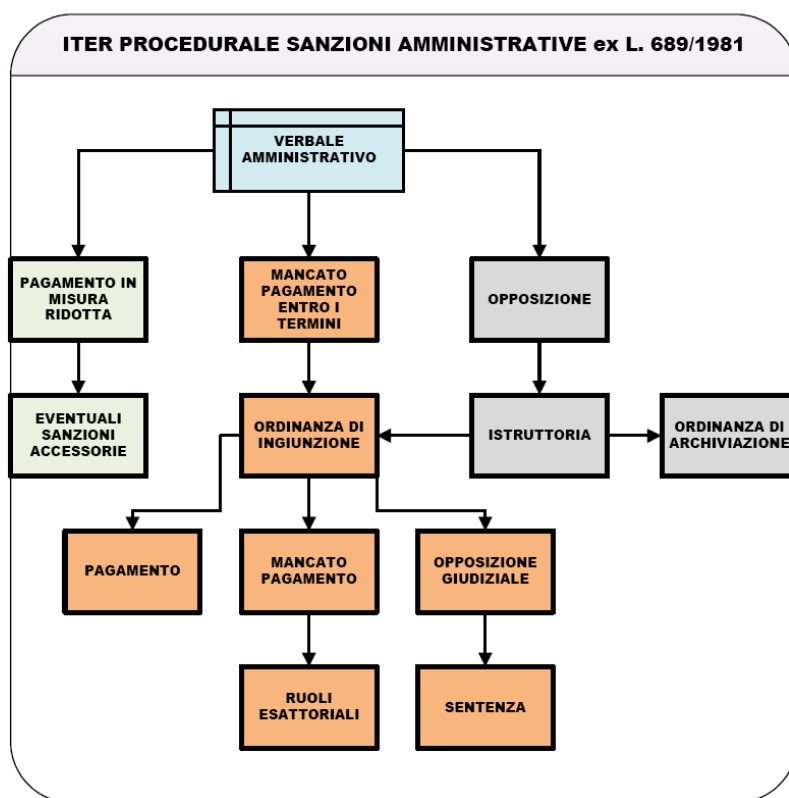 ITER PROCEDURALE SANZIONI AMMINISTRATIVE ex L. 689/1981
VERBALE
AMMINISTRATIVO
PAGAMENTO IN
MISURA
RIDOTTA
MANCATO
PAGAMENTO
ENTRO I
TERMINI
OPPOSIZIONE
EVENTUALI
SANZIONI
ACCESSORIE
ORDINANZA DI
INGIUNZIONE
ISTRUTTORIA
ORDINANZA DI
ARCHIVIAZIONE
PAGAMENTO
MANCATO
PAGAMENTO
OPPOSIZIONE
GIUDIZIALE
RUOLI
ESATTORIALI
SENTENZA